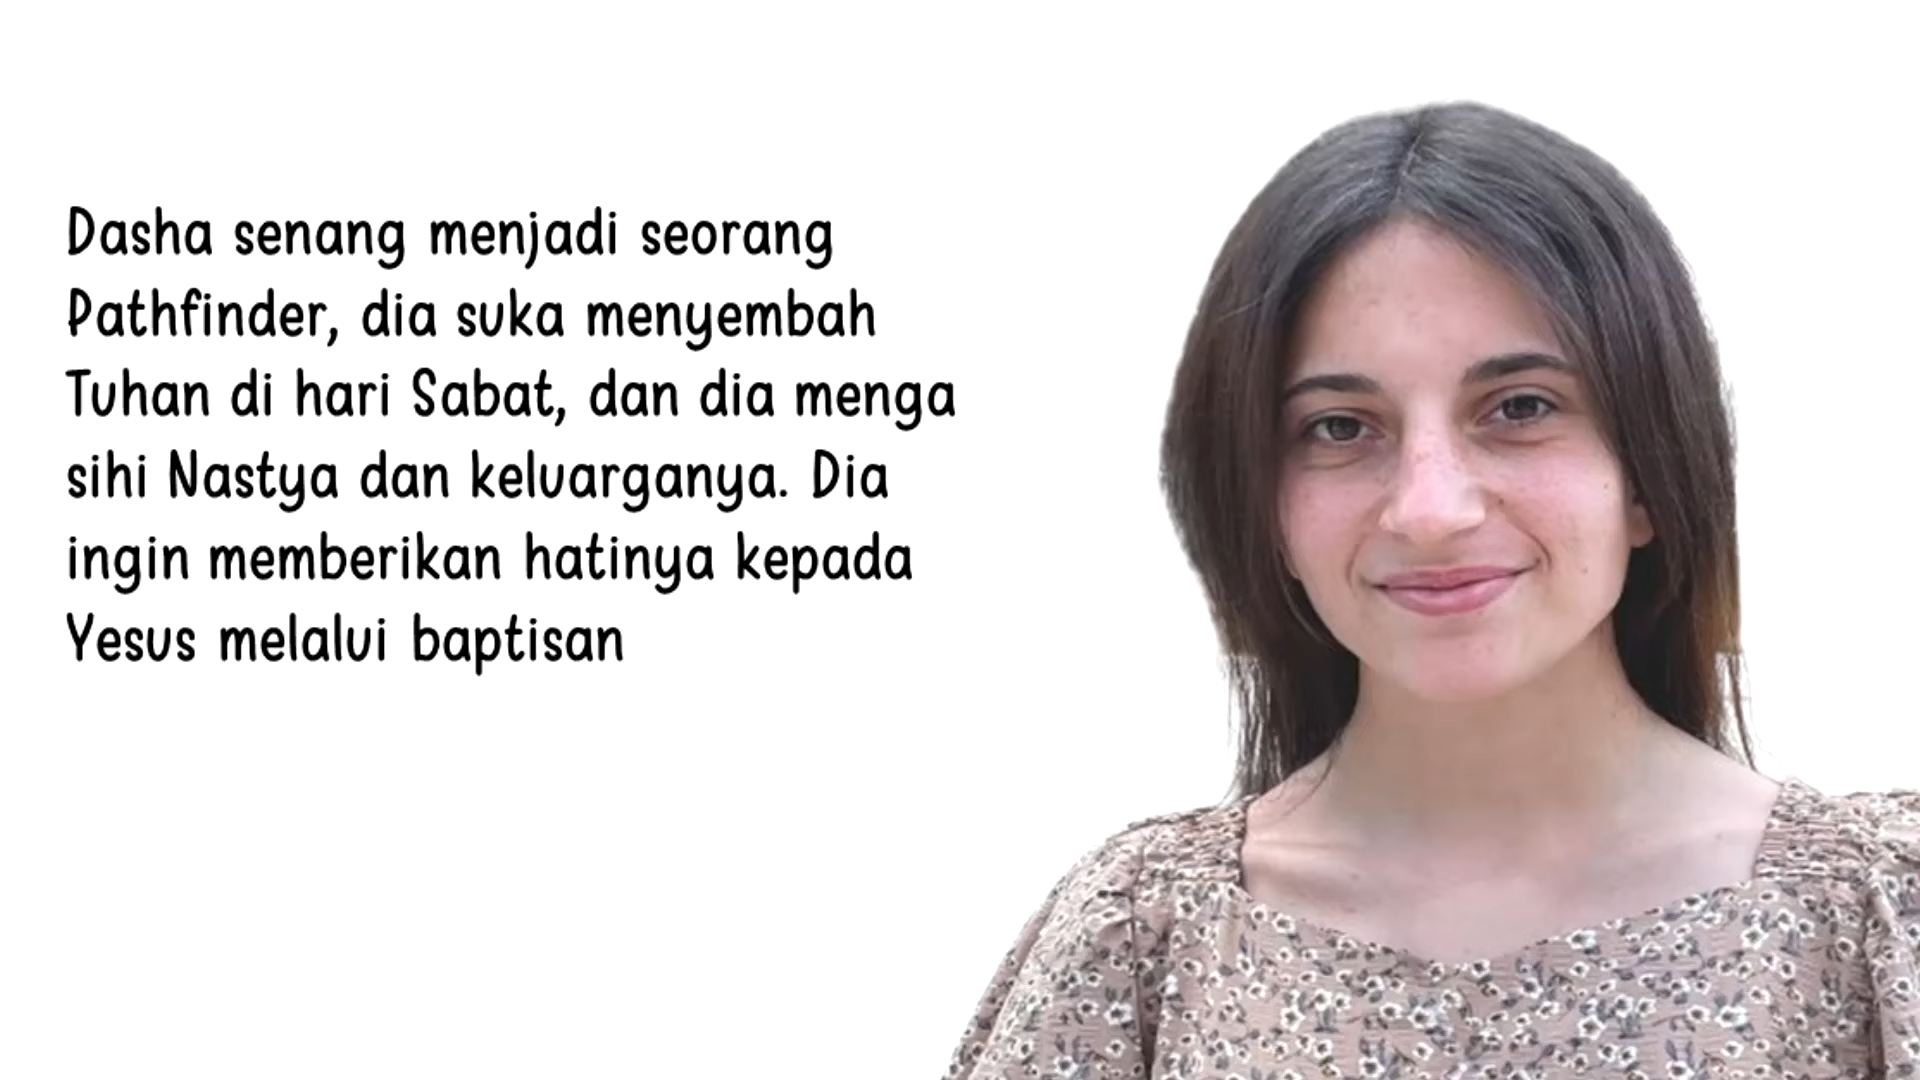 Dasha senang menjadi seorang
Pathfinder, dia suka menyembah
Tuhan di hari Sabat, dan dia menga
sihi Nastya dan keluarganya. Dia
ingin memberikan hatinya kepada
Yesus melalui baptisan